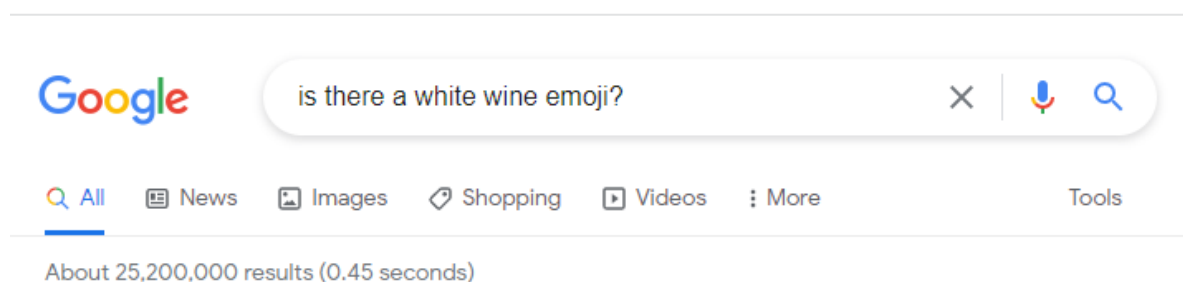 Google is there a white wine emoji?
All News Images Shopping Videos More Tools
About 25,200,000 results (0.45 seconds)